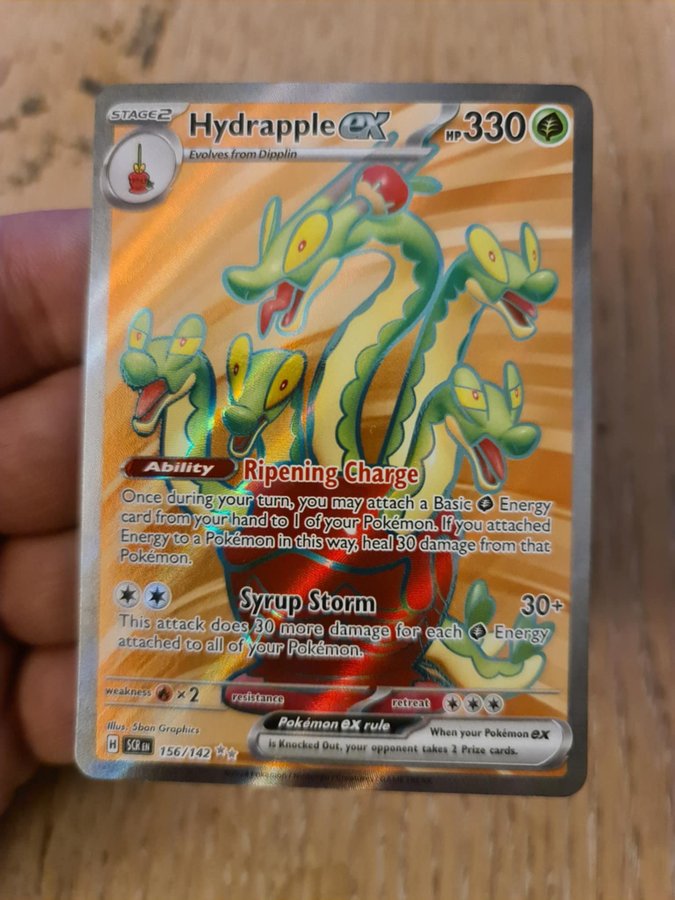 STAGE2 Hydrapple ex HP 330
Evolves from Dipplin
Ability Ripening Charge
Once during your turn, you may attach a Basic Energy
card from your hand to 1 of your Pokémon. If you attached
Energy to a Pokémon in this way, heal 30 damage from that
Pokémon.
Syrup Storm 30+
This attack does 30 more damage for each Energy
attached to all of your Pokémon.
weakness ×2 resistance retreat
Illus. 5ban Graphics
Pokémon ex rule When your Pokémon ex
is Knocked Out, your opponent takes 2 Prize cards.
H SCR EN 156/142